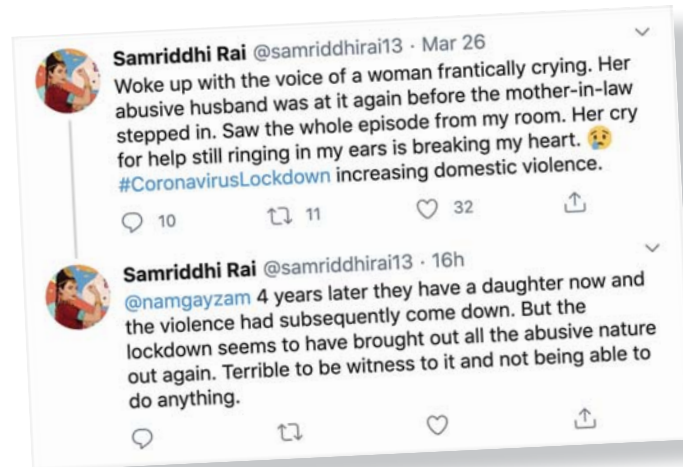 Samriddhi Rai @samriddhirai13 · Mar 26
Woke up with the voice of a woman frantically crying. Her
abusive husband was at it again before the mother-in-law
stepped in. Saw the whole episode from my room. Her cry
for help still ringing in my ears is breaking my heart. 😢
#CoronavirusLockdown increasing domestic violence.
10 11 32
Samriddhi Rai @samriddhirai13 · 16h
@namgayzam 4 years later they have a daughter now and
the violence had subsequently come down. But the
lockdown seems to have brought out all the abusive nature
out again. Terrible to be witness to it and not being able to
do anything.